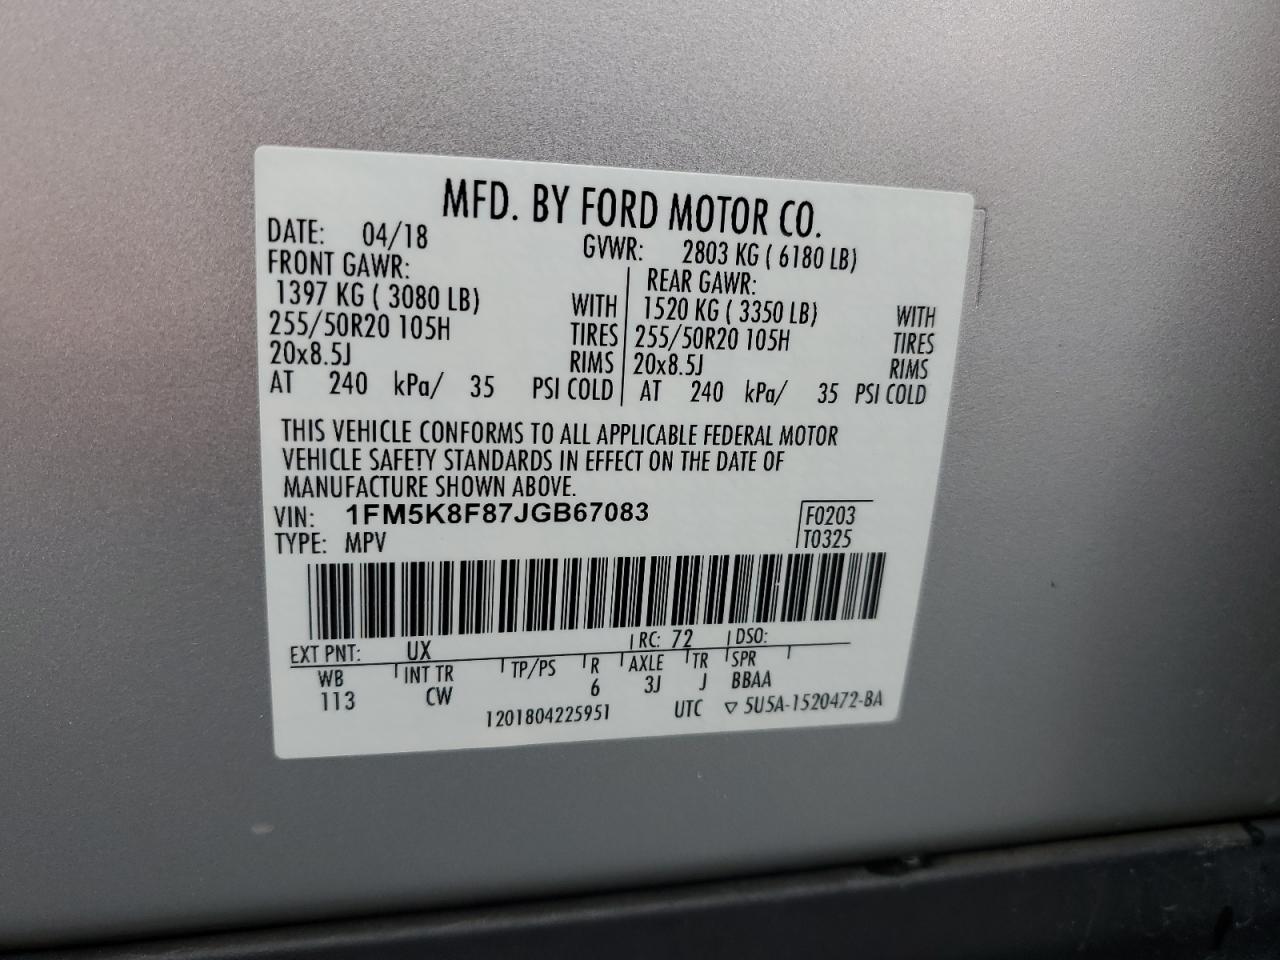 MFD. BY FORD MOTOR CO.
DATE: 04/18 GVWR: 2803 KG ( 6180 LB)
FRONT GAWR: REAR GAWR:
1397 KG ( 3080 LB) WITH 1520 KG ( 3350 LB) WITH
255/50R20 105H TIRES 255/50R20 105H TIRES
20x8.5J RIMS 20x8.5J RIMS
AT 240 kPa/ 35 PSI COLD AT 240 kPa/ 35 PSI COLD
THIS VEHICLE CONFORMS TO ALL APPLICABLE FEDERAL MOTOR
VEHICLE SAFETY STANDARDS IN EFFECT ON THE DATE OF
MANUFACTURE SHOWN ABOVE.
VIN: 1FM5K8F87JGB67083 F0203
TYPE: MPV T0325
EXT PNT: UX RC: 72 DSO:
WB INT TR TP/PS R AXLE TR SPR
113 CW 6 3J J BBAA
1201804225951 UTC ▽ 5U5A-1520472-BA